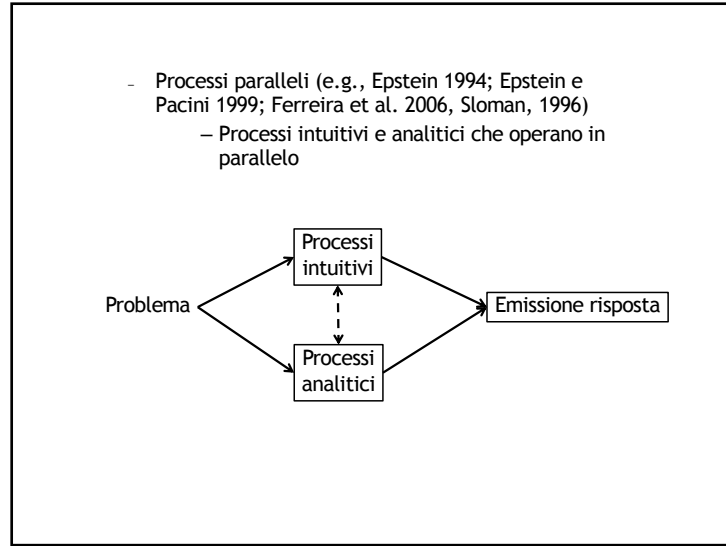 - Processi paralleli (e.g., Epstein 1994; Epstein e
Pacini 1999; Ferreira et al. 2006, Sloman, 1996)
– Processi intuitivi e analitici che operano in
parallelo
Processi
intuitivi
Problema
Emissione risposta
Processi
analitici